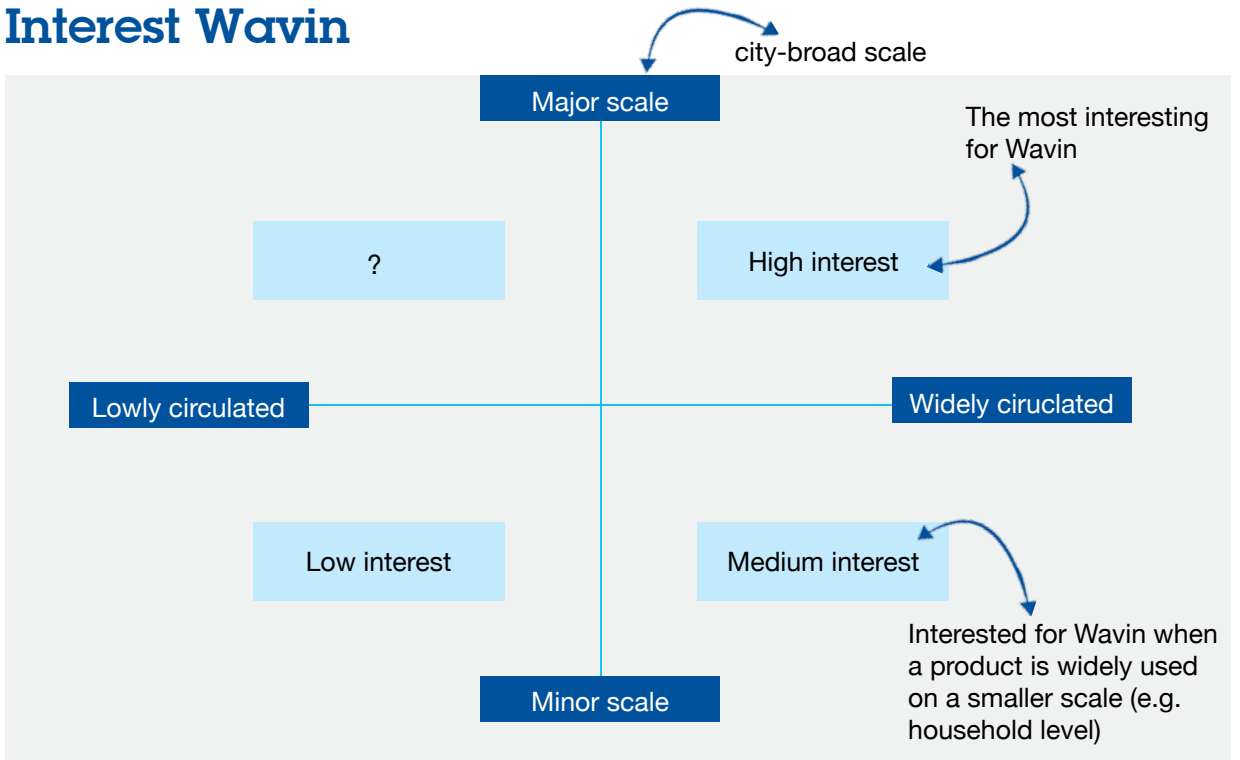 Interest Wavin
city-broad scale
Major scale
The most interesting
for Wavin
?
High interest
Lowly circulated
Widely ciruclated
Low interest
Medium interest
Interested for Wavin when
a product is widely used
on a smaller scale (e.g.
household level)
Minor scale